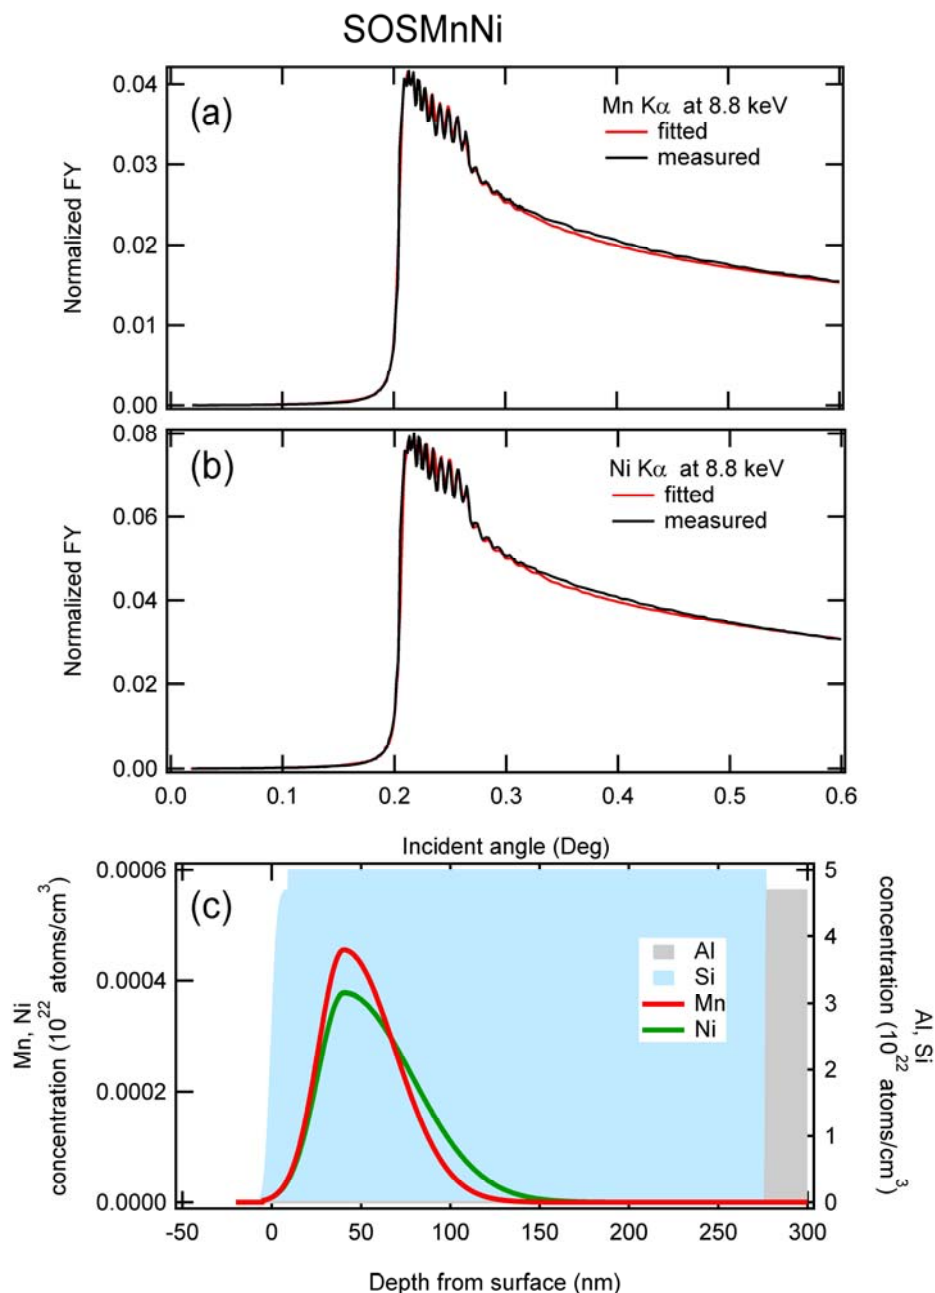 SOSMnNi
(a)
Mn Kα at 8.8 keV
fitted
measured
Normalized FY
0.04
0.03
0.02
0.01
0.00
(b)
Ni Kα at 8.8 keV
fitted
measured
Normalized FY
0.08
0.06
0.04
0.02
0.00
0.0 0.1 0.2 0.3 0.4 0.5 0.6
Incident angle (Deg)
(c)
Mn, Ni
concentration (10^22 atoms/cm^3)
0.0006
0.0004
0.0002
0.0000
Al
Si
Mn
Ni
5
4
3
2
1
0
Al, Si
concentration (10^22 atoms/cm^3)
-50 0 50 100 150 200 250 300
Depth from surface (nm)